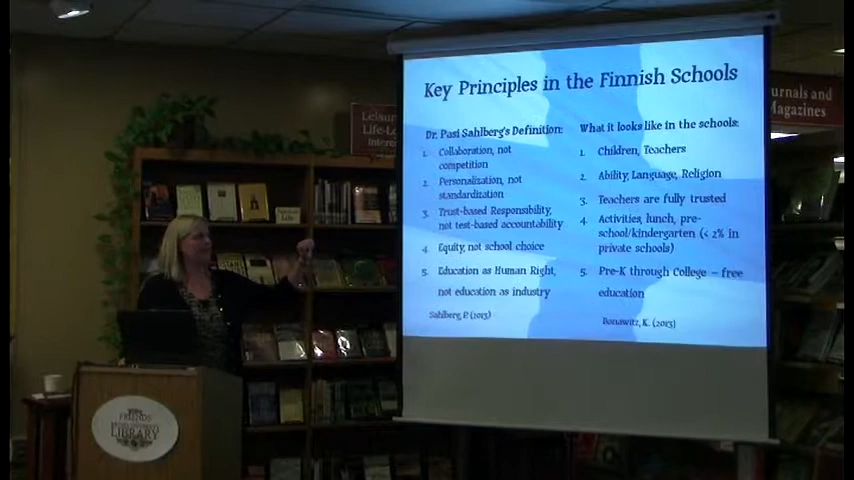 Key Principles in the Finnish Schools
Dr. Pasi Sahlberg's Definition:
1. Collaboration, not
competition
2. Personalization, not
standardization
3. Trust-based Responsibility,
not test-based accountability
4. Equity, not school choice
5. Education as Human Right,
not education as industry
Sahlberg, P. (2013)
What it looks like in the schools:
1. Children, Teachers
2. Ability, Language, Religion
3. Teachers are fully trusted
4. Activities, lunch, pre-
school/kindergarten (< 2% in
private schools)
5. Pre-K through College – free
education
Bonawitz, K. (2013)
urnals and
Magazines
Leisure
FRIENDS
LIBRARY